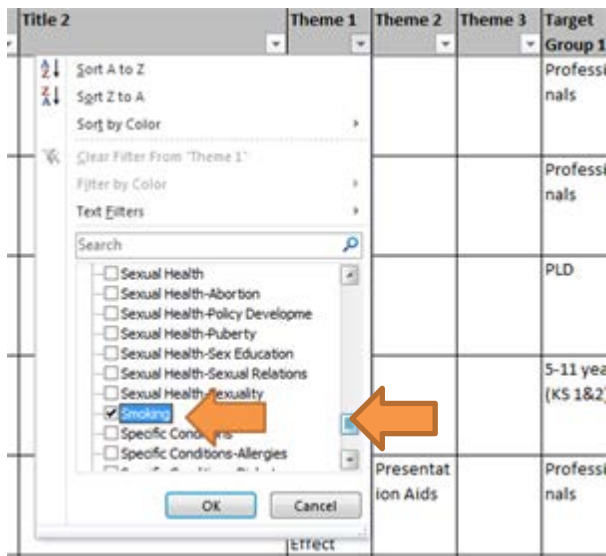 Title 2 Theme 1 Theme 2 Theme 3 Target
Group 1
Sort A to Z
Sort Z to A
Sort by Color
Clear Filter From "Theme 1"
Filter by Color
Text Filters
Search
Sexual Health
Sexual Health-Abortion
Sexual Health-Policy Developme
Sexual Health-Puberty
Sexual Health-Sex Education
Sexual Health-Sexual Relations
Sexual Health-Sexuality
Smoking
Specific Conditions
Specific Conditions-Allergies
OK Cancel
Effect
Presentat
ion Aids
Professi
nals
Professi
nals
PLD
5-11 yea
(KS 1&2)
Professi
nals